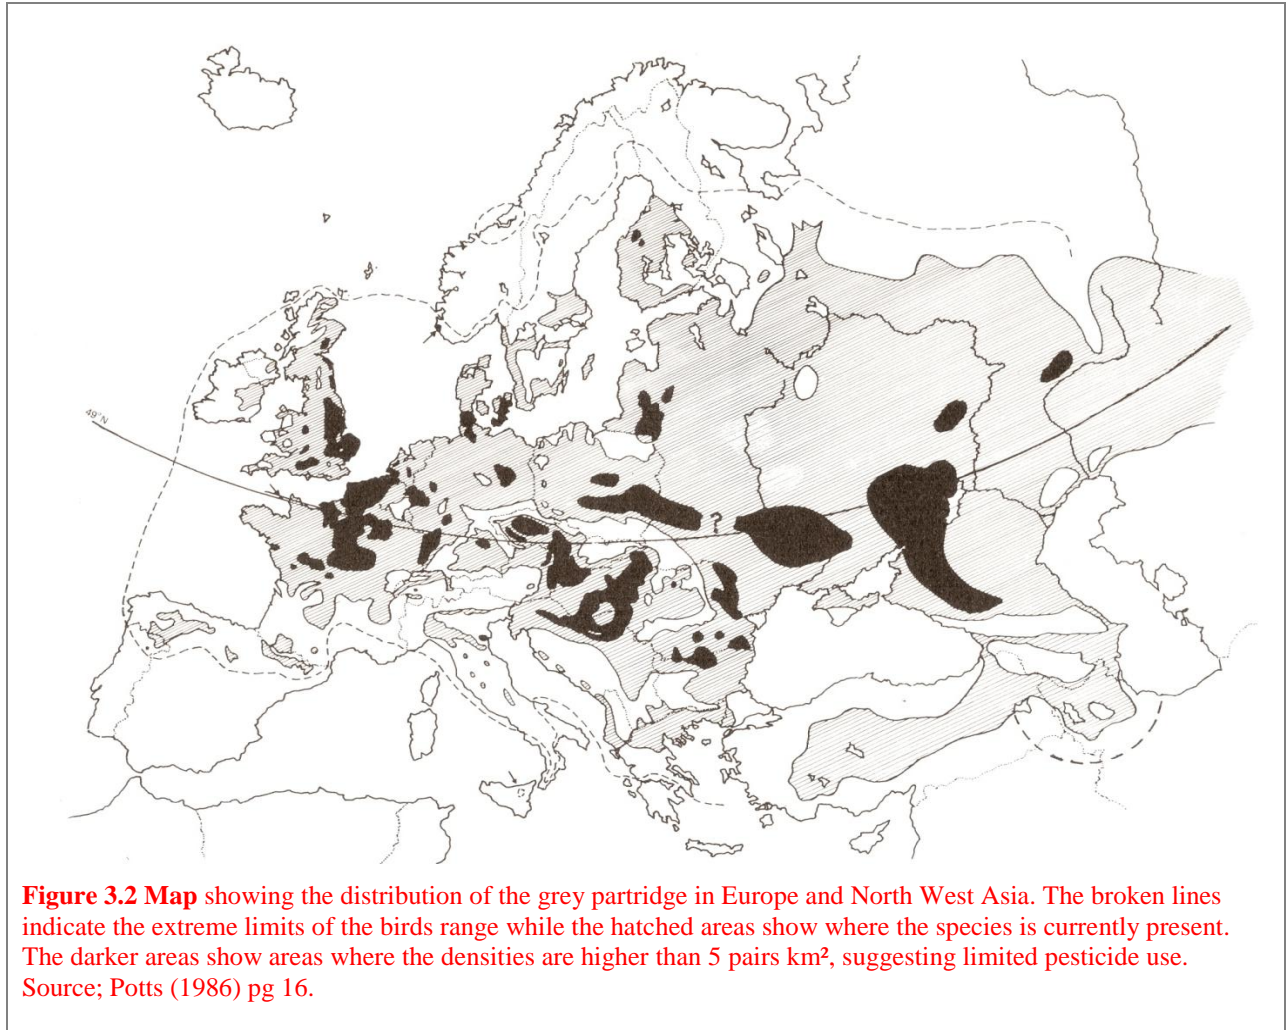 49°N
?
Figure 3.2 Map showing the distribution of the grey partridge in Europe and North West Asia. The broken lines
indicate the extreme limits of the birds range while the hatched areas show where the species is currently present.
The darker areas show areas where the densities are higher than 5 pairs km², suggesting limited pesticide use.
Source; Potts (1986) pg 16.